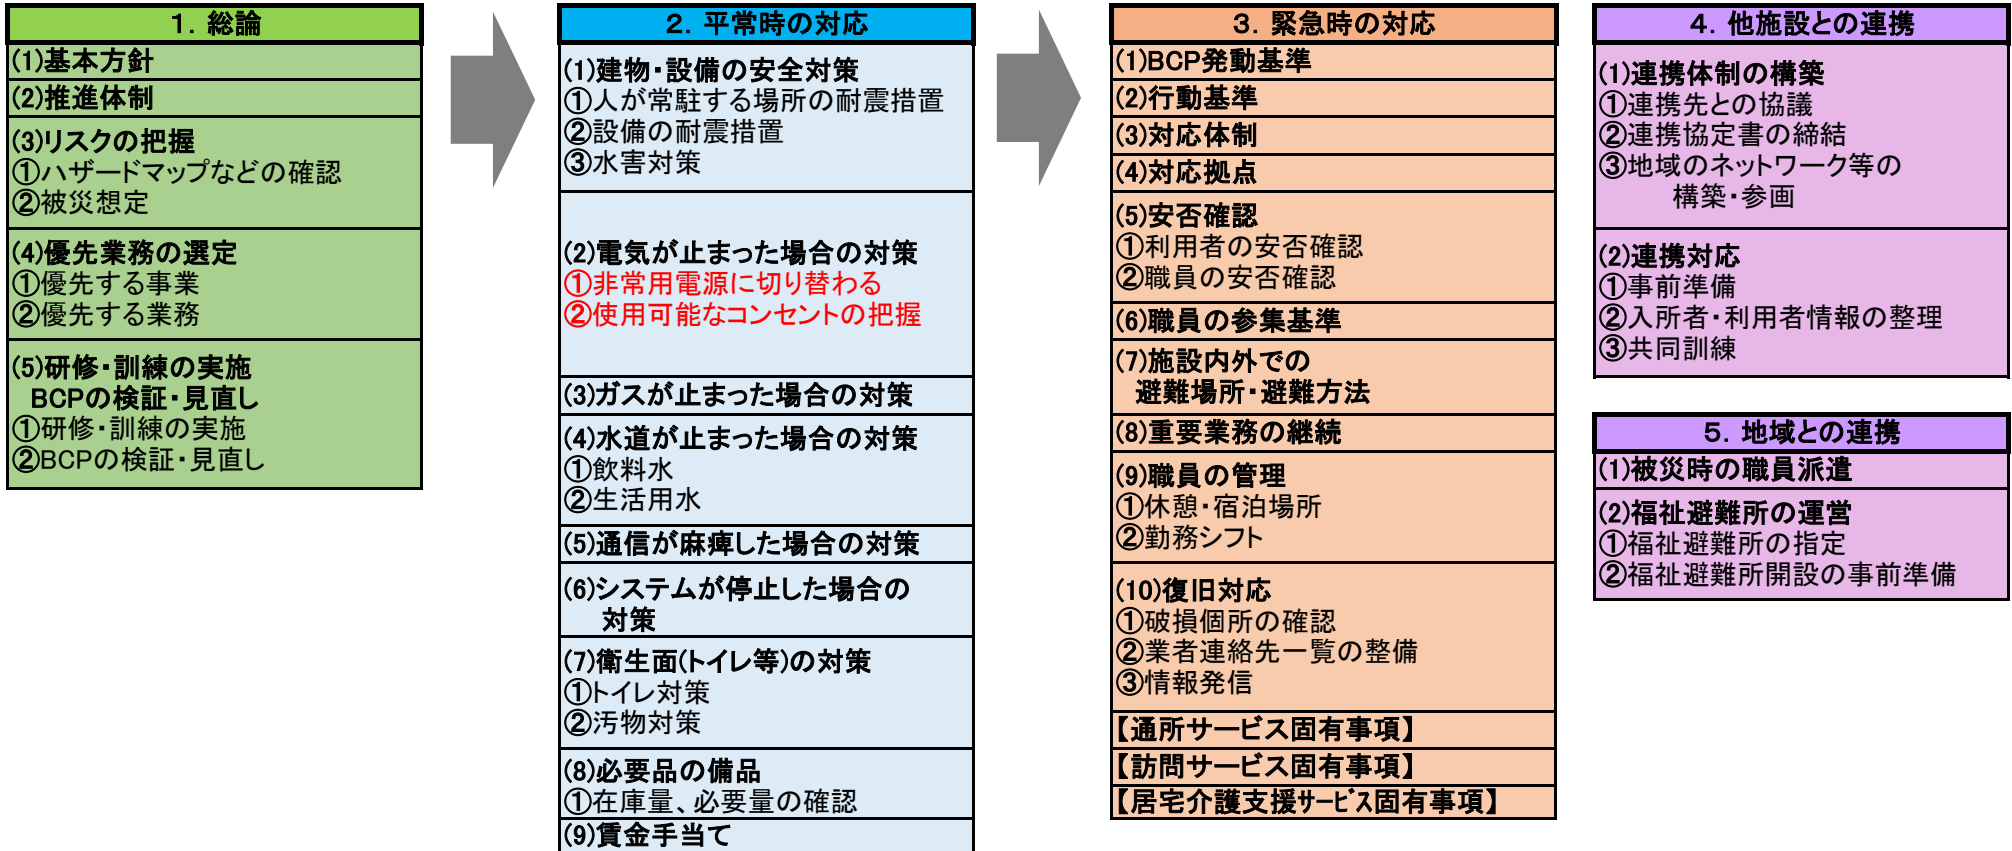 1．総論
(1)基本方針
(2)推進体制
(3)リスクの把握
①ハザードマップなどの確認
②被災想定
(4)優先業務の選定
①優先する事業
②優先する業務
(5)研修・訓練の実施
BCPの検証・見直し
①研修・訓練の実施
②BCPの検証・見直し
2．平常時の対応
(1)建物・設備の安全対策
①人が常駐する場所の耐震措置
②設備の耐震措置
③水害対策
(2)電気が止まった場合の対策
①非常用電源に切り替わる
②使用可能なコンセントの把握
(3)ガスが止まった場合の対策
(4)水道が止まった場合の対策
①飲料水
②生活用水
(5)通信が麻痺した場合の対策
(6)システムが停止した場合の
対策
(7)衛生面(トイレ等)の対策
①トイレ対策
②汚物対策
(8)必要品の備品
①在庫量、必要量の確認
(9)賃金手当て
3．緊急時の対応
(1)BCP発動基準
(2)行動基準
(3)対応体制
(4)対応拠点
(5)安否確認
①利用者の安否確認
②職員の安否確認
(6)職員の参集基準
(7)施設内外での
避難場所・避難方法
(8)重要業務の継続
(9)職員の管理
①休憩・宿泊場所
②勤務シフト
(10)復旧対応
①破損個所の確認
②業者連絡先一覧の整備
③情報発信
【通所サービス固有事項】
【訪問サービス固有事項】
【居宅介護支援ｻｰﾋﾞｽ固有事項】
4．他施設との連携
(1)連携体制の構築
①連携先との協議
②連携協定書の締結
③地域のネットワーク等の
構築・参画
(2)連携対応
①事前準備
②入所者・利用者情報の整理
③共同訓練
5．地域との連携
(1)被災時の職員派遣
(2)福祉避難所の運営
①福祉避難所の指定
②福祉避難所開設の事前準備